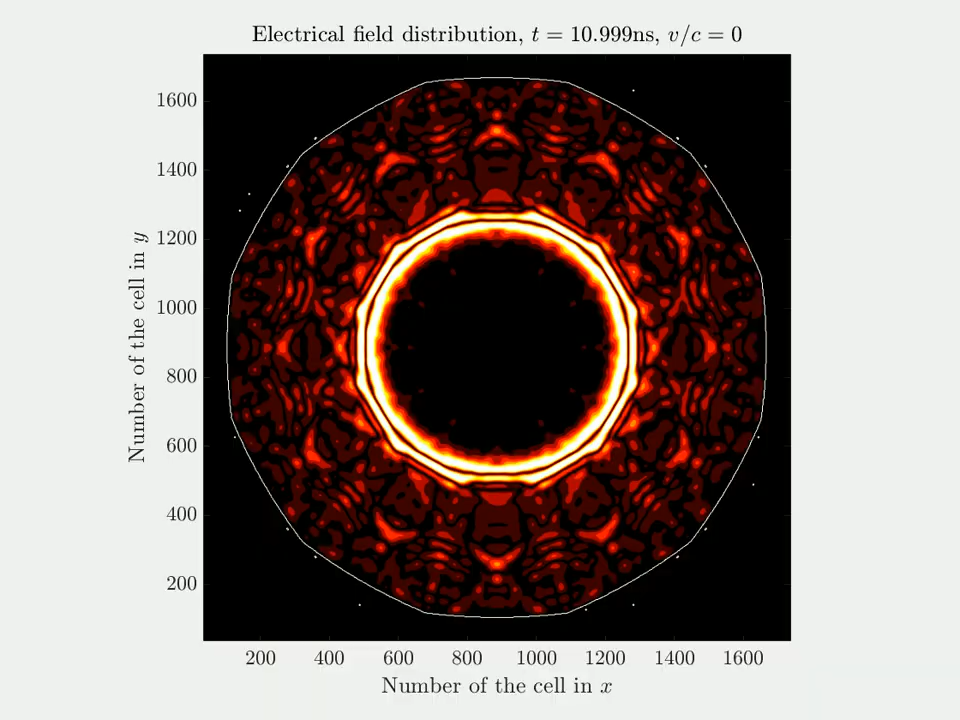 Electrical field distribution, t = 10.999ns, v/c = 0
1600
1400
1200
1000
800
600
400
200
Number of the cell in y
200 400 600 800 1000 1200 1400 1600
Number of the cell in x